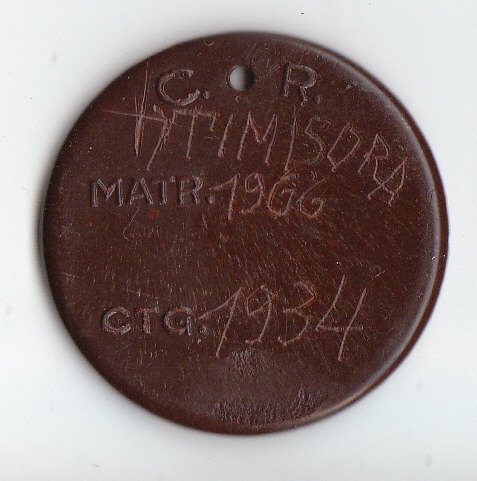 C. R.
TIMISORA
MATR. 1966
CTG. 1934